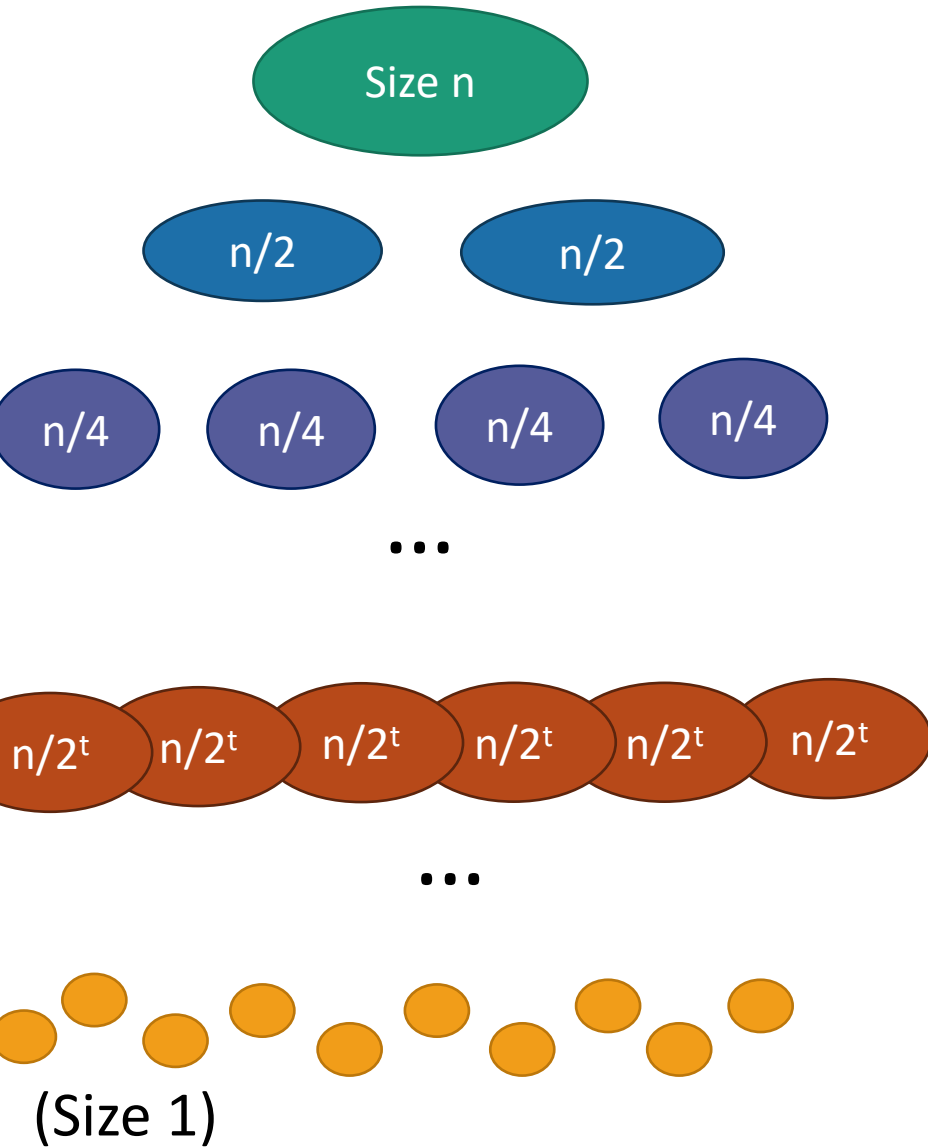 Size n
n/2 n/2
n/4 n/4 n/4 n/4
...
n/2ᵗ n/2ᵗ n/2ᵗ n/2ᵗ n/2ᵗ n/2ᵗ
...
(Size 1)